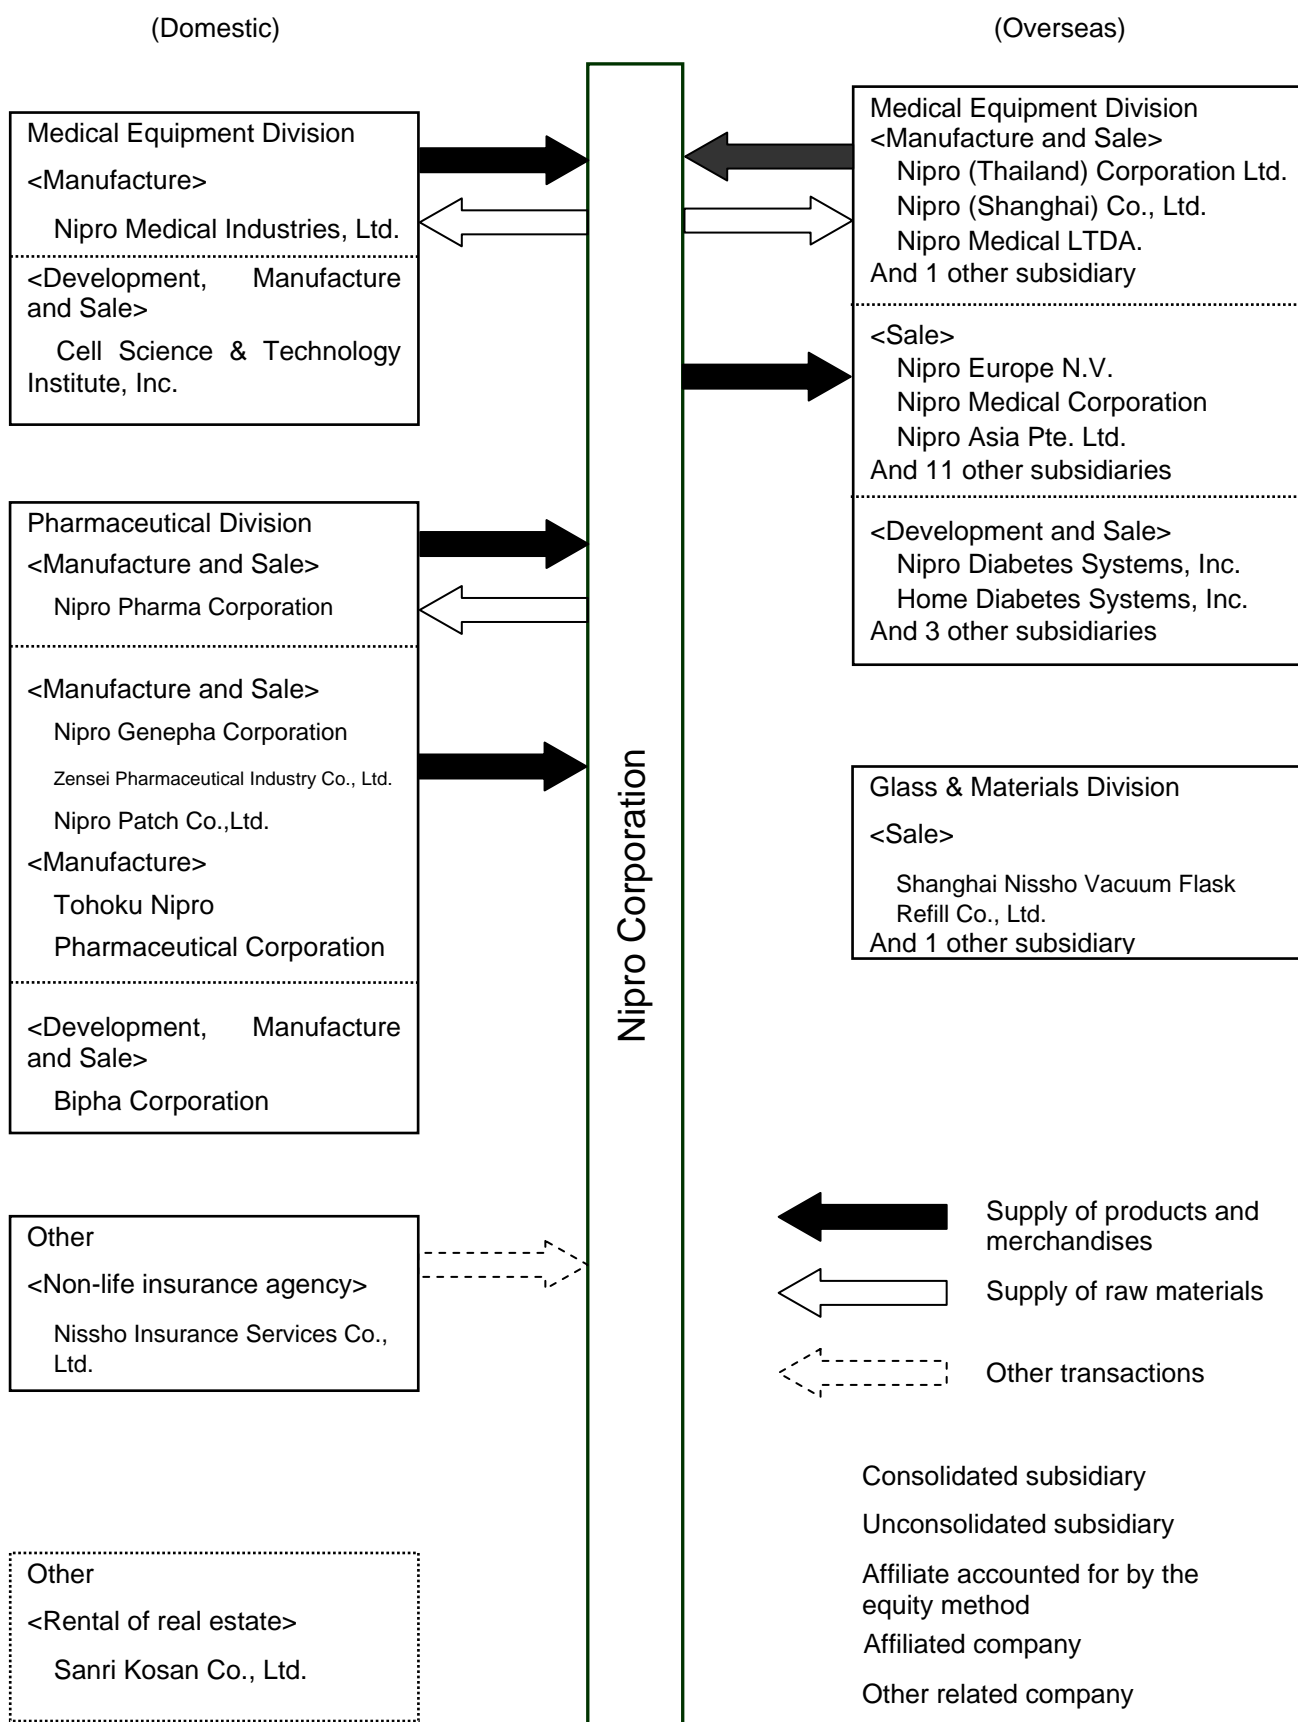 (Domestic)
(Overseas)
Medical Equipment Division
<Manufacture>
Nipro Medical Industries, Ltd.
<Development, Manufacture
and Sale>
Cell Science & Technology
Institute, Inc.
Pharmaceutical Division
<Manufacture and Sale>
Nipro Pharma Corporation
<Manufacture and Sale>
Nipro Genepha Corporation
Zensei Pharmaceutical Industry Co., Ltd.
Nipro Patch Co.,Ltd.
<Manufacture>
Tohoku Nipro
Pharmaceutical Corporation
<Development, Manufacture
and Sale>
Bipha Corporation
Other
<Non-life insurance agency>
Nissho Insurance Services Co.,
Ltd.
Other
<Rental of real estate>
Sanri Kosan Co., Ltd.
Nipro Corporation
Medical Equipment Division
<Manufacture and Sale>
Nipro (Thailand) Corporation Ltd.
Nipro (Shanghai) Co., Ltd.
Nipro Medical LTDA.
And 1 other subsidiary
<Sale>
Nipro Europe N.V.
Nipro Medical Corporation
Nipro Asia Pte. Ltd.
And 11 other subsidiaries
<Development and Sale>
Nipro Diabetes Systems, Inc.
Home Diabetes Systems, Inc.
And 3 other subsidiaries
Glass & Materials Division
<Sale>
Shanghai Nissho Vacuum Flask
Refill Co., Ltd.
And 1 other subsidiary
Supply of products and
merchandises
Supply of raw materials
Other transactions
Consolidated subsidiary
Unconsolidated subsidiary
Affiliate accounted for by the
equity method
Affiliated company
Other related company